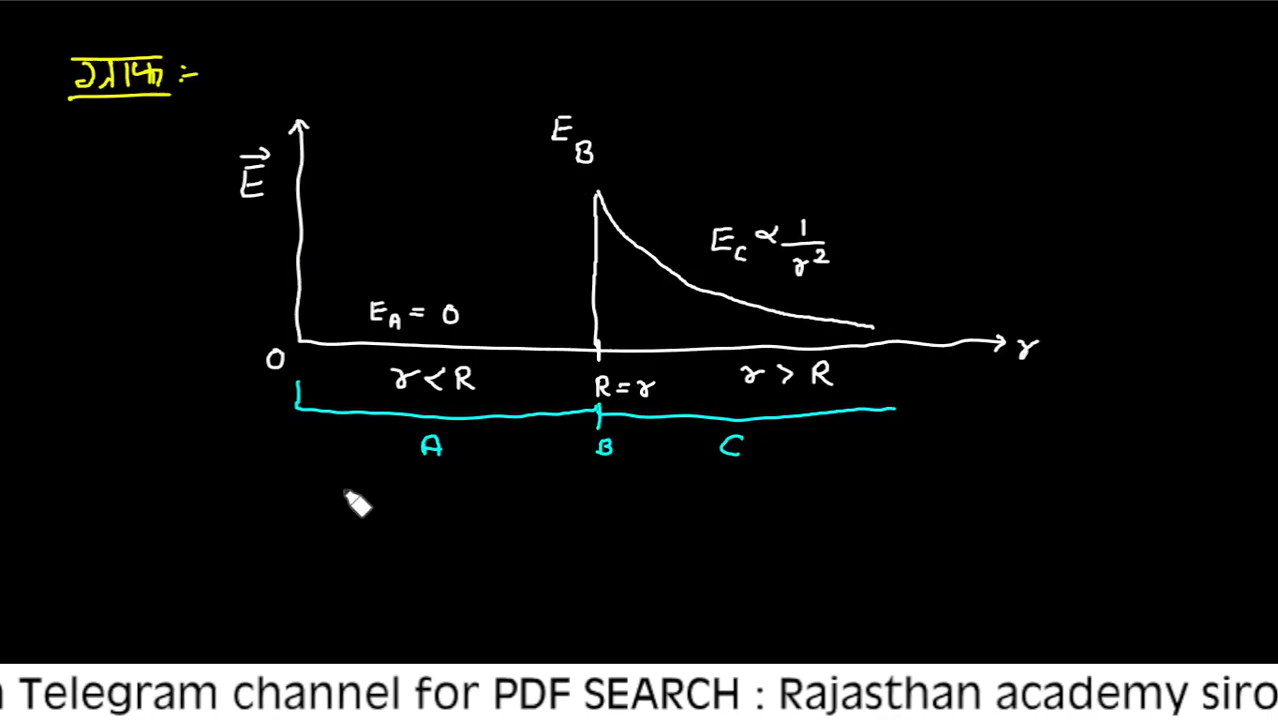 ग्राफ :-
E_B
→E
E_C ∝ 1/r²
E_A = 0
O
r
r < R
R = r
r > R
A B C
n Telegram channel for PDF SEARCH : Rajasthan academy siro